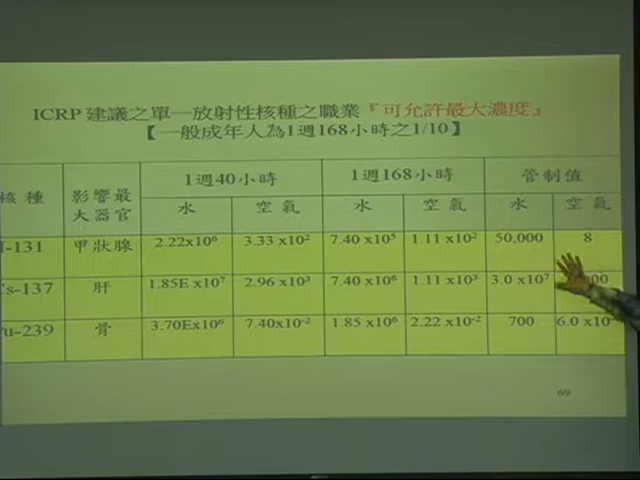 ICRP 建議之單一放射性核種之職業『可允許最大濃度』
【一般成年人為1週168小時之1/10】
核種 影響最大器官 1週40小時 1週168小時 管制值
水 空氣 水 空氣 水 空氣
I-131 甲狀腺 2.22x10⁶ 3.33 x10² 7.40 x10⁵ 1.11 x10² 50,000 8
Cs-137 肝 1.85E x10⁷ 2.96 x10³ 7.40 x10⁶ 1.11 x10³ 3.0 x10⁷
Pu-239 骨 3.70Ex10⁶ 7.40x10⁻² 1.85 x10⁶ 2.22 x10⁻² 700
69